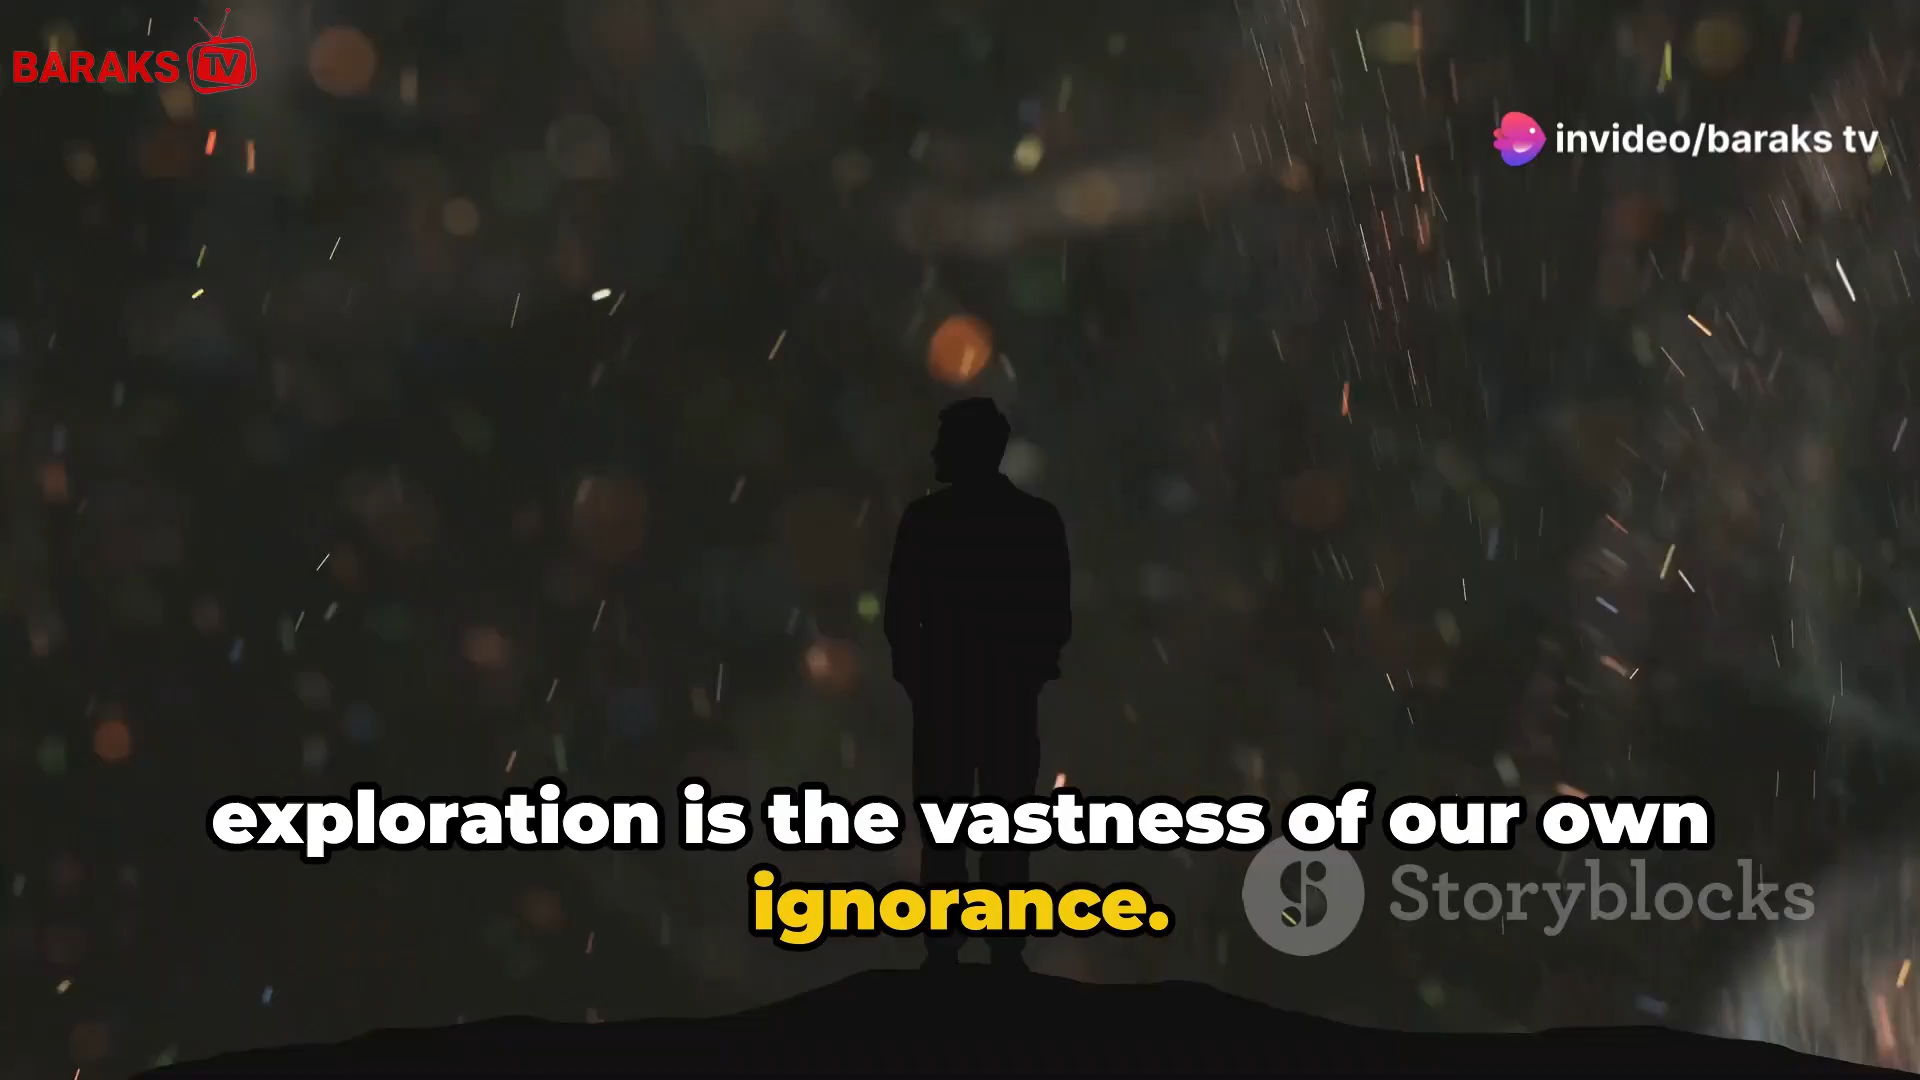 BARAKS TV
invideo/baraks tv
exploration is the vastness of our own
ignorance.
Storyblocks